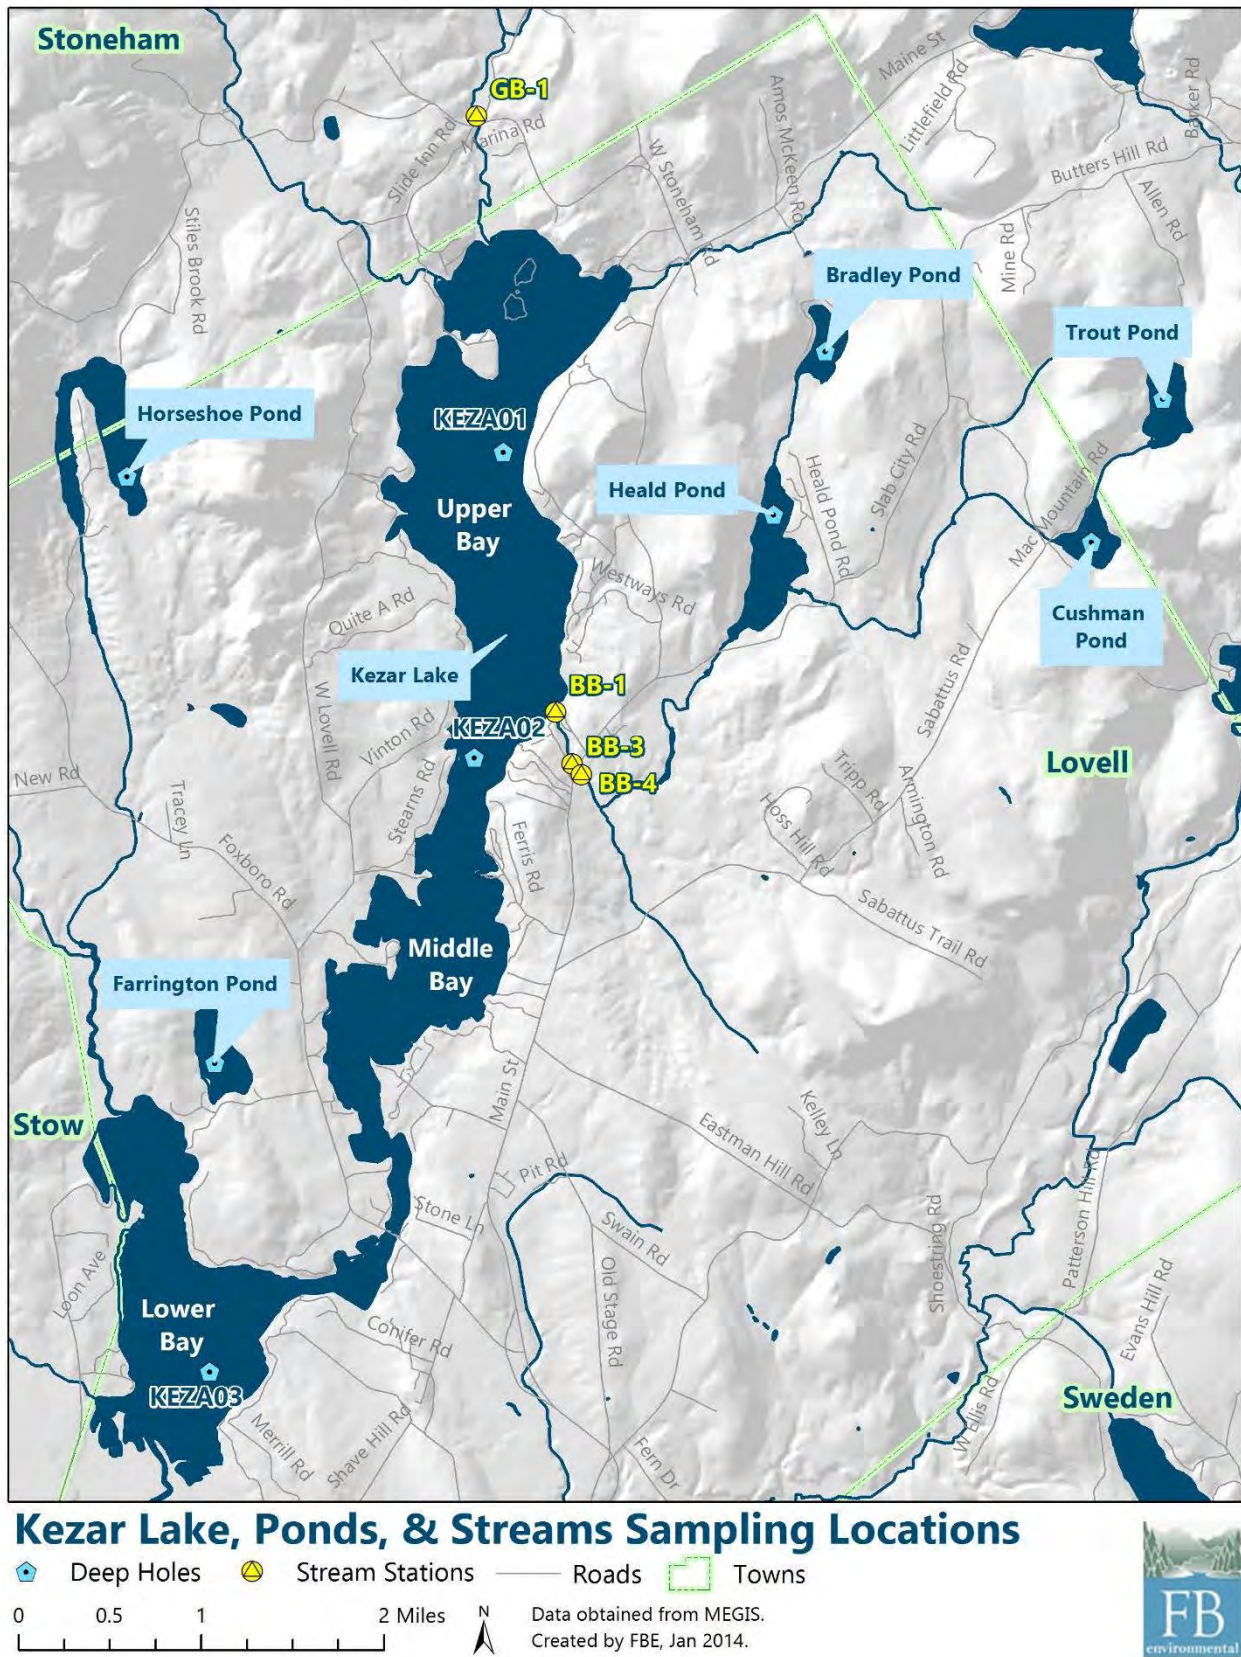 Stoneham
GB-1
Marina Rd
Slide Inn Rd
Stiles Brook Rd
W Stoneham Rd
Amos McKeen Rd
Maine St
Littlefield Rd
Barker Rd
Butters Hill Rd
Allen Rd
Mine Rd
Bradley Pond
Trout Pond
Horseshoe Pond
KEZA01
Upper
Bay
Heald Pond
Heald Pond Rd
Slab City Rd
Mac Mountain Rd
Cushman
Pond
Westways Rd
Quite A Rd
Kezar Lake
W Lovell Rd
Vinton Rd
Stearns Rd
BB-1
KEZA02
BB-3
BB-4
Sabattus Rd
Lovell
New Rd
Tracey Ln
Foxboro Rd
Ferris Rd
Hoss Hill Rd
Tripp Rd
Armington Rd
Sabattus Trail Rd
Middle
Bay
Farrington Pond
Stow
Main St
Kelley Ln
Eastman Hill Rd
Pit Rd
Stone Ln
Swain Rd
Old Stage Rd
Shoestring Rd
Patterson Hill Rd
Evans Hill Rd
Loon Ave
Lower
Bay
KEZA03
Conifer Rd
Merrill Rd
Shave Hill Rd
Fern Dr
W Ellis Rd
Sweden
Kezar Lake, Ponds, & Streams Sampling Locations
Deep Holes Stream Stations Roads Towns
0 0.5 1 2 Miles
N
Data obtained from MEGIS.
Created by FBE, Jan 2014.
FB
environmental